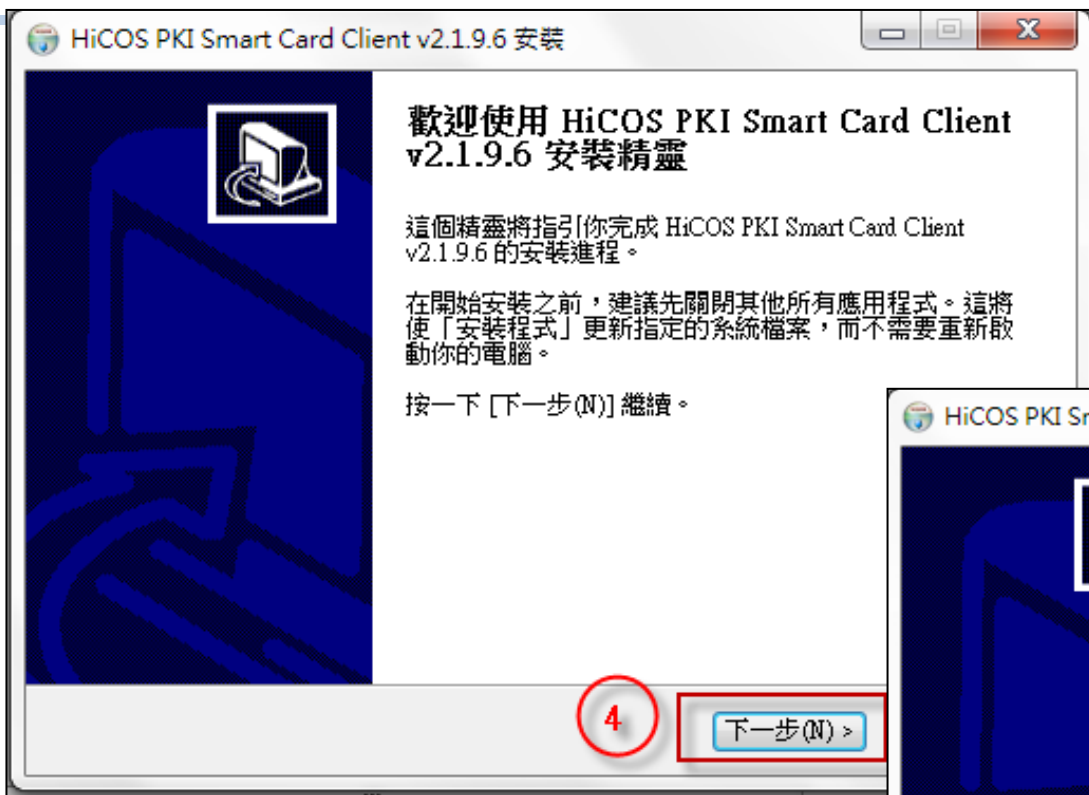 HiCOS PKI Smart Card Client v2.1.9.6 安裝
歡迎使用 HiCOS PKI Smart Card Client
v2.1.9.6 安裝精靈
這個精靈將指引你完成 HiCOS PKI Smart Card Client
v2.1.9.6 的安裝進程。
在開始安裝之前，建議先關閉其他所有應用程式。這將
使「安裝程式」更新指定的系統檔案，而不需要重新啟
動你的電腦。
按一下 [下一步(N)] 繼續。
HiCOS PKI
4
下一步(N) >